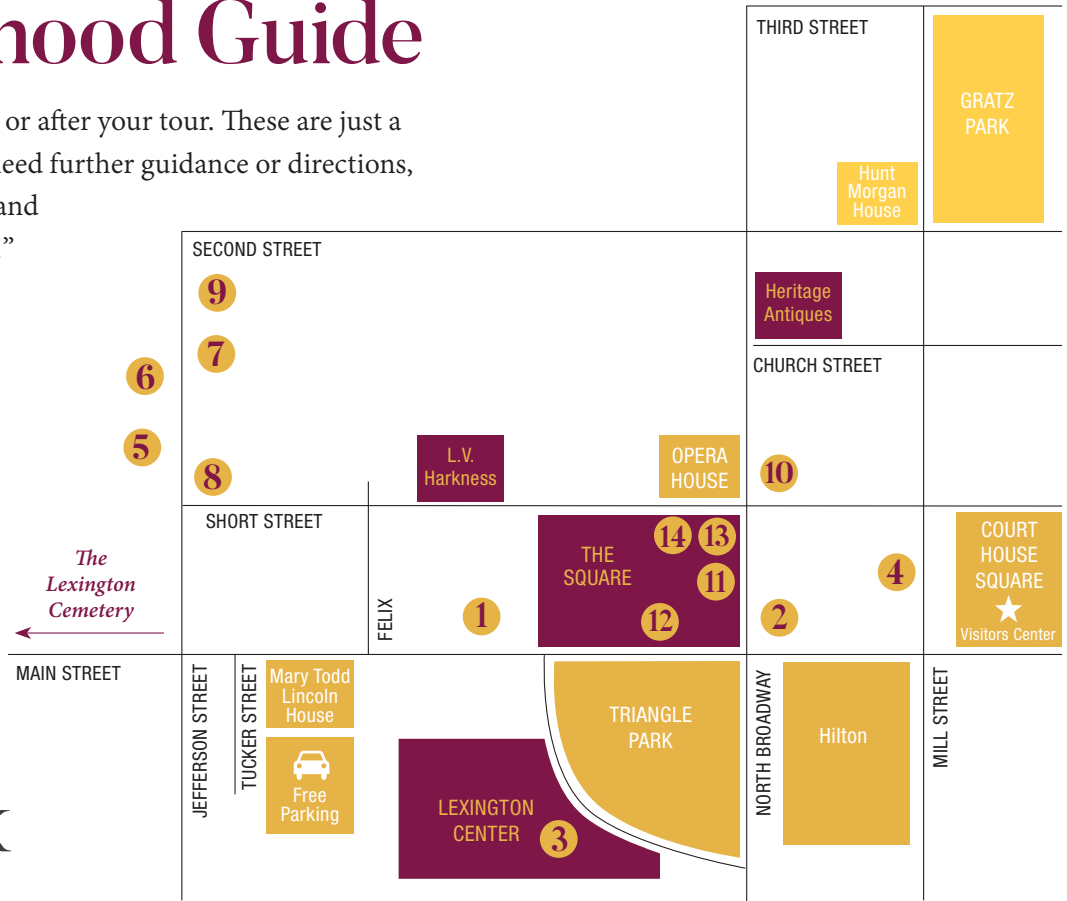 hood Guide
or after your tour. These are just a
need further guidance or directions,
and
”
THIRD STREET
GRATZ
PARK
Hunt
Morgan
House
SECOND STREET
9
7
6
5
8
Heritage
Antiques
CHURCH STREET
L.V.
Harkness
OPERA
HOUSE
10
SHORT STREET
The
Lexington
Cemetery
FELIX
1
THE
SQUARE
14
13
11
12
2
4
COURT
HOUSE
SQUARE
Visitors Center
MAIN STREET
JEFFERSON STREET
TUCKER STREET
Mary Todd
Lincoln
House
Free
Parking
LEXINGTON
CENTER
3
TRIANGLE
PARK
NORTH BROADWAY
Hilton
MILL STREET